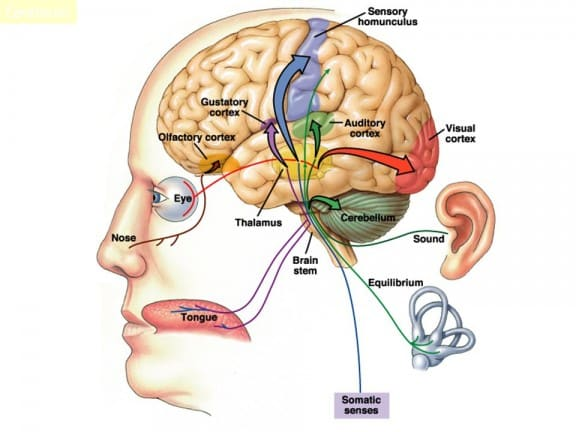 Sensory
homunculus
Gustatory
cortex
Auditory
cortex
Olfactory cortex
Visual
cortex
Eye
Thalamus
Cerebellum
Nose
Sound
Brain
stem
Equilibrium
Tongue
Somatic
senses